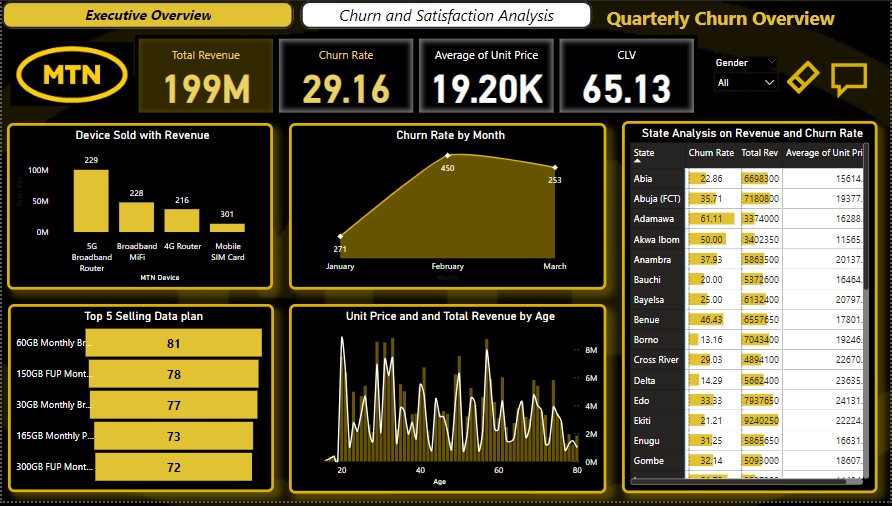 Executive Overview
Churn and Satisfaction Analysis
Quarterly Churn Overview
MTN
Total Revenue
199M
Churn Rate
29.16
Average of Unit Price
19.20K
CLV
65.13
Gender
All
Device Sold with Revenue
100M
50M
0M
229
228
216
301
5G Broadband Router
Broadband MiFi
4G Router
Mobile SIM Card
MTN Device
Churn Rate by Month
271
450
253
January
February
March
Month
State Analysis on Revenue and Churn Rate
State Churn Rate Total Rev Average of Unit Pri
Abia 22.86 6698300 15614.
Abuja (FCT) 35.71 7180800 19377.
Adamawa 61.11 3374000 16288.
Akwa Ibom 50.00 3402350 11565.
Anambra 37.93 5863500 20137.
Bauchi 20.00 5372600 16464.
Bayelsa 25.00 6132400 20797.
Benue 46.43 6557650 17801.
Borno 13.16 7043400 19246.
Cross River 29.03 4894100 22670.
Delta 14.29 5662400 23635.
Edo 33.33 7937650 24131.
Ekiti 21.21 9240250 22224.
Enugu 31.25 5865650 16631.
Gombe 32.14 5093000 18607.
Top 5 Selling Data plan
60GB Monthly Br... 81
150GB FUP Mont... 78
30GB Monthly Br... 77
165GB Monthly P... 73
300GB FUP Mont... 72
Unit Price and and Total Revenue by Age
8M
6M
4M
2M
0M
20 40 60 80
Age